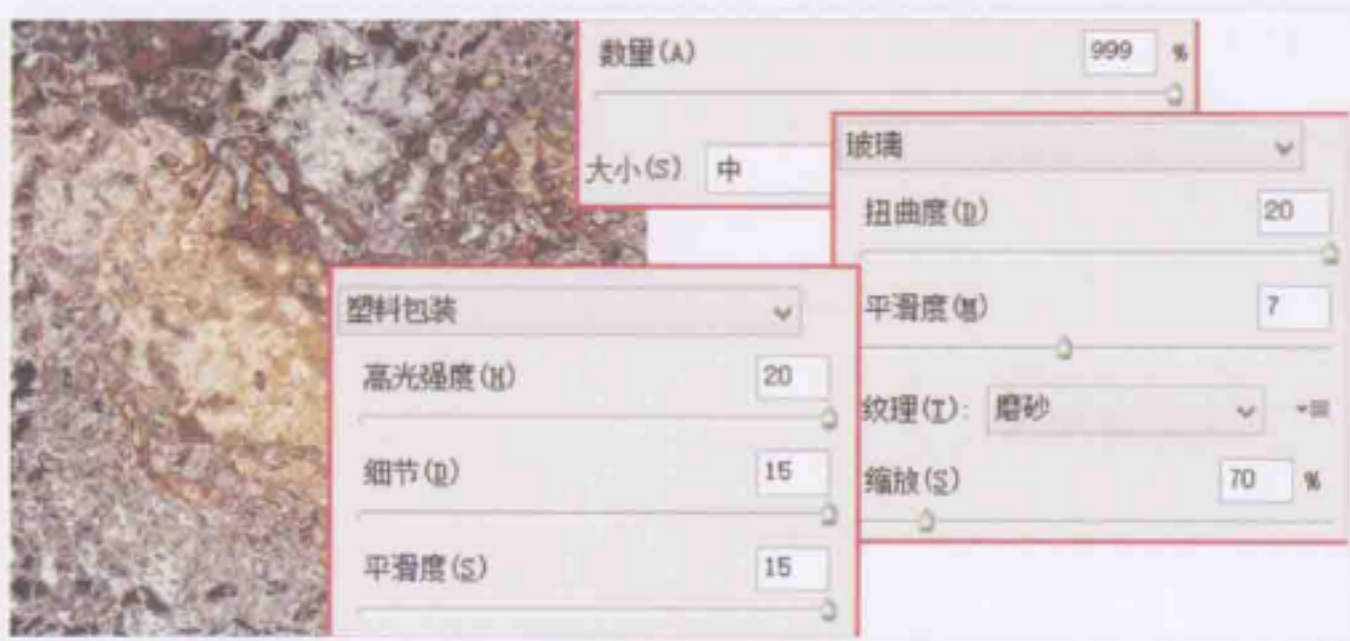 数量(A) 999 %
大小(S) 中
玻璃
扭曲度(D) 20
平滑度(M) 7
纹理(T): 磨砂
缩放(S) 70 %
塑料包装
高光强度(H) 20
细节(D) 15
平滑度(S) 15